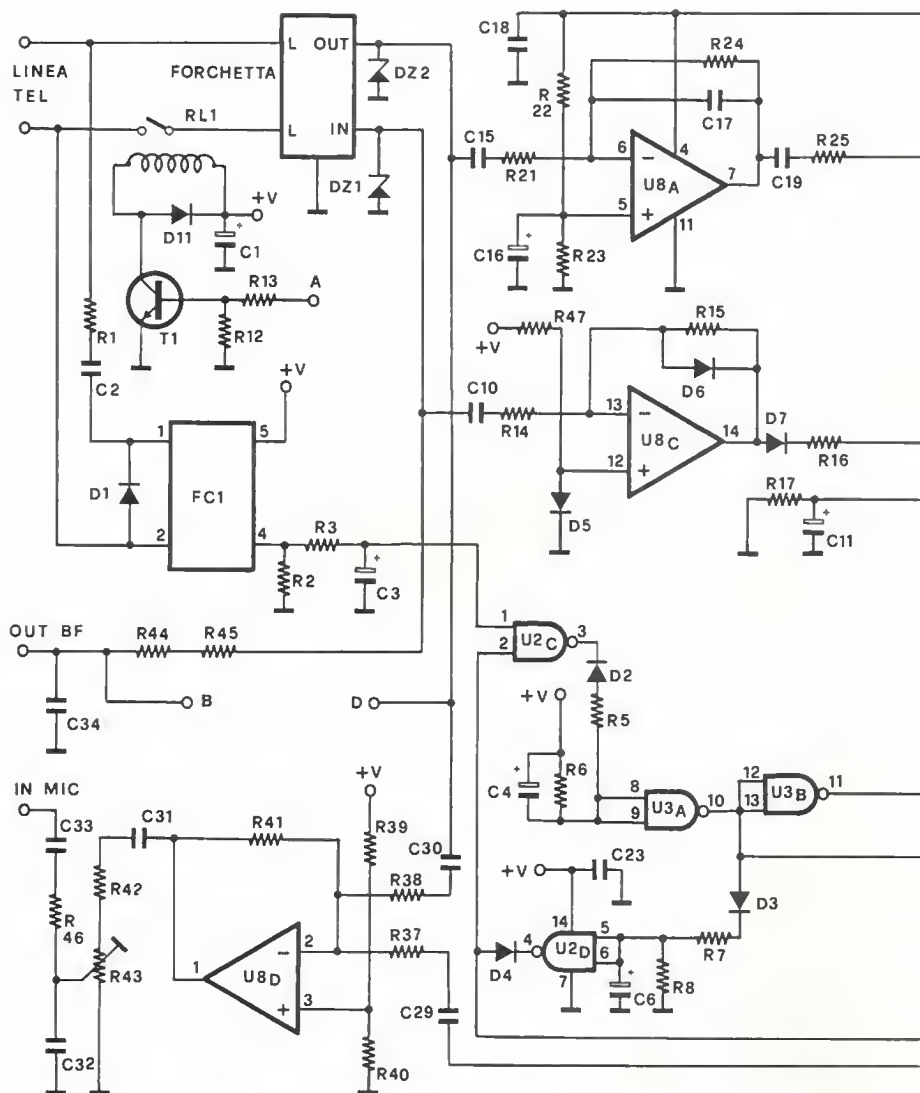 LINEA
TEL
L OUT
FORCHETTA
L IN
DZ2
DZ1
RL1
+V
D11
C1
R13 A
R12
T1
R1
C2
+V
1 5
D1
FC1
2 4
R3
R2
C3
C18
R
22
R24
C17
C15
R21
6 − 4
U8A 7
5 +
11
C19
R25
C16
R23
R47
+V
R15
D6
C10
R14
13 −
U8C 14
12 +
D7
R16
D5
R17
C11
OUT BF
R44 R45
B
C34
D
1
2
U2C 3
D2
R5
+V
R6
C4
8
9
U3A 10
12
13
U3B 11
D3
+V
C23
14
D4
4 U2D 5
6
7
R7
R8
C6
IN MIC
C33
C31
R41
+V
R39
C30
R42
R38
R
46
R43
1 U8D − 2
+ 3
R37
C29
C32
R40